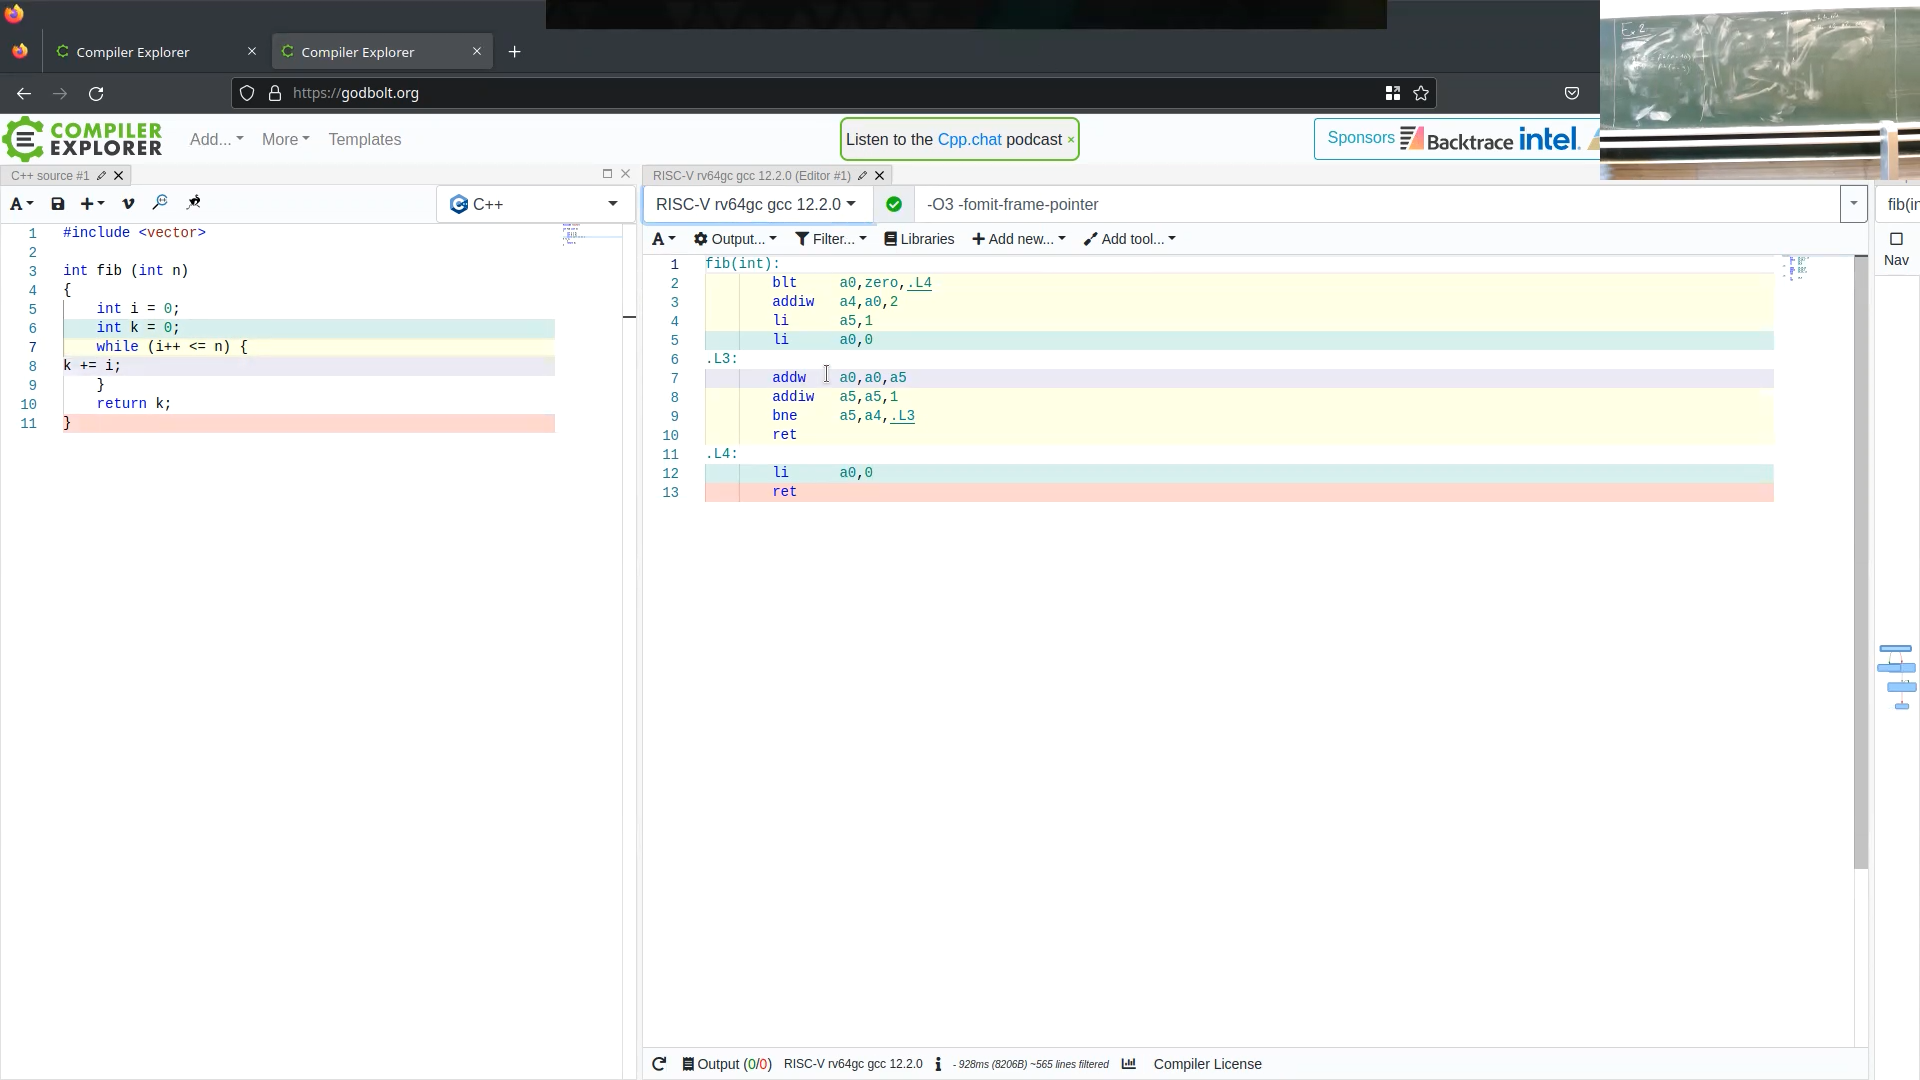 Compiler Explorer
Compiler Explorer
https://godbolt.org
COMPILER EXPLORER
Add...
More
Templates
Listen to the Cpp.chat podcast ×
Sponsors Backtrace intel.
C++ source #1
RISC-V rv64gc gcc 12.2.0 (Editor #1)
A
C++
RISC-V rv64gc gcc 12.2.0
-O3 -fomit-frame-pointer
fib(in
A
Output...
Filter...
Libraries
Add new...
Add tool...
Nav
1 #include <vector>
2
3 int fib (int n)
4 {
5 int i = 0;
6 int k = 0;
7 while (i++ <= n) {
8 k += i;
9 }
10 return k;
11 }
1 fib(int):
2 blt a0,zero,.L4
3 addiw a4,a0,2
4 li a5,1
5 li a0,0
6 .L3:
7 addw a0,a0,a5
8 addiw a5,a5,1
9 bne a5,a4,.L3
10 ret
11 .L4:
12 li a0,0
13 ret
Output (0/0) RISC-V rv64gc gcc 12.2.0 i - 928ms (8206B) ~565 lines filtered Compiler License